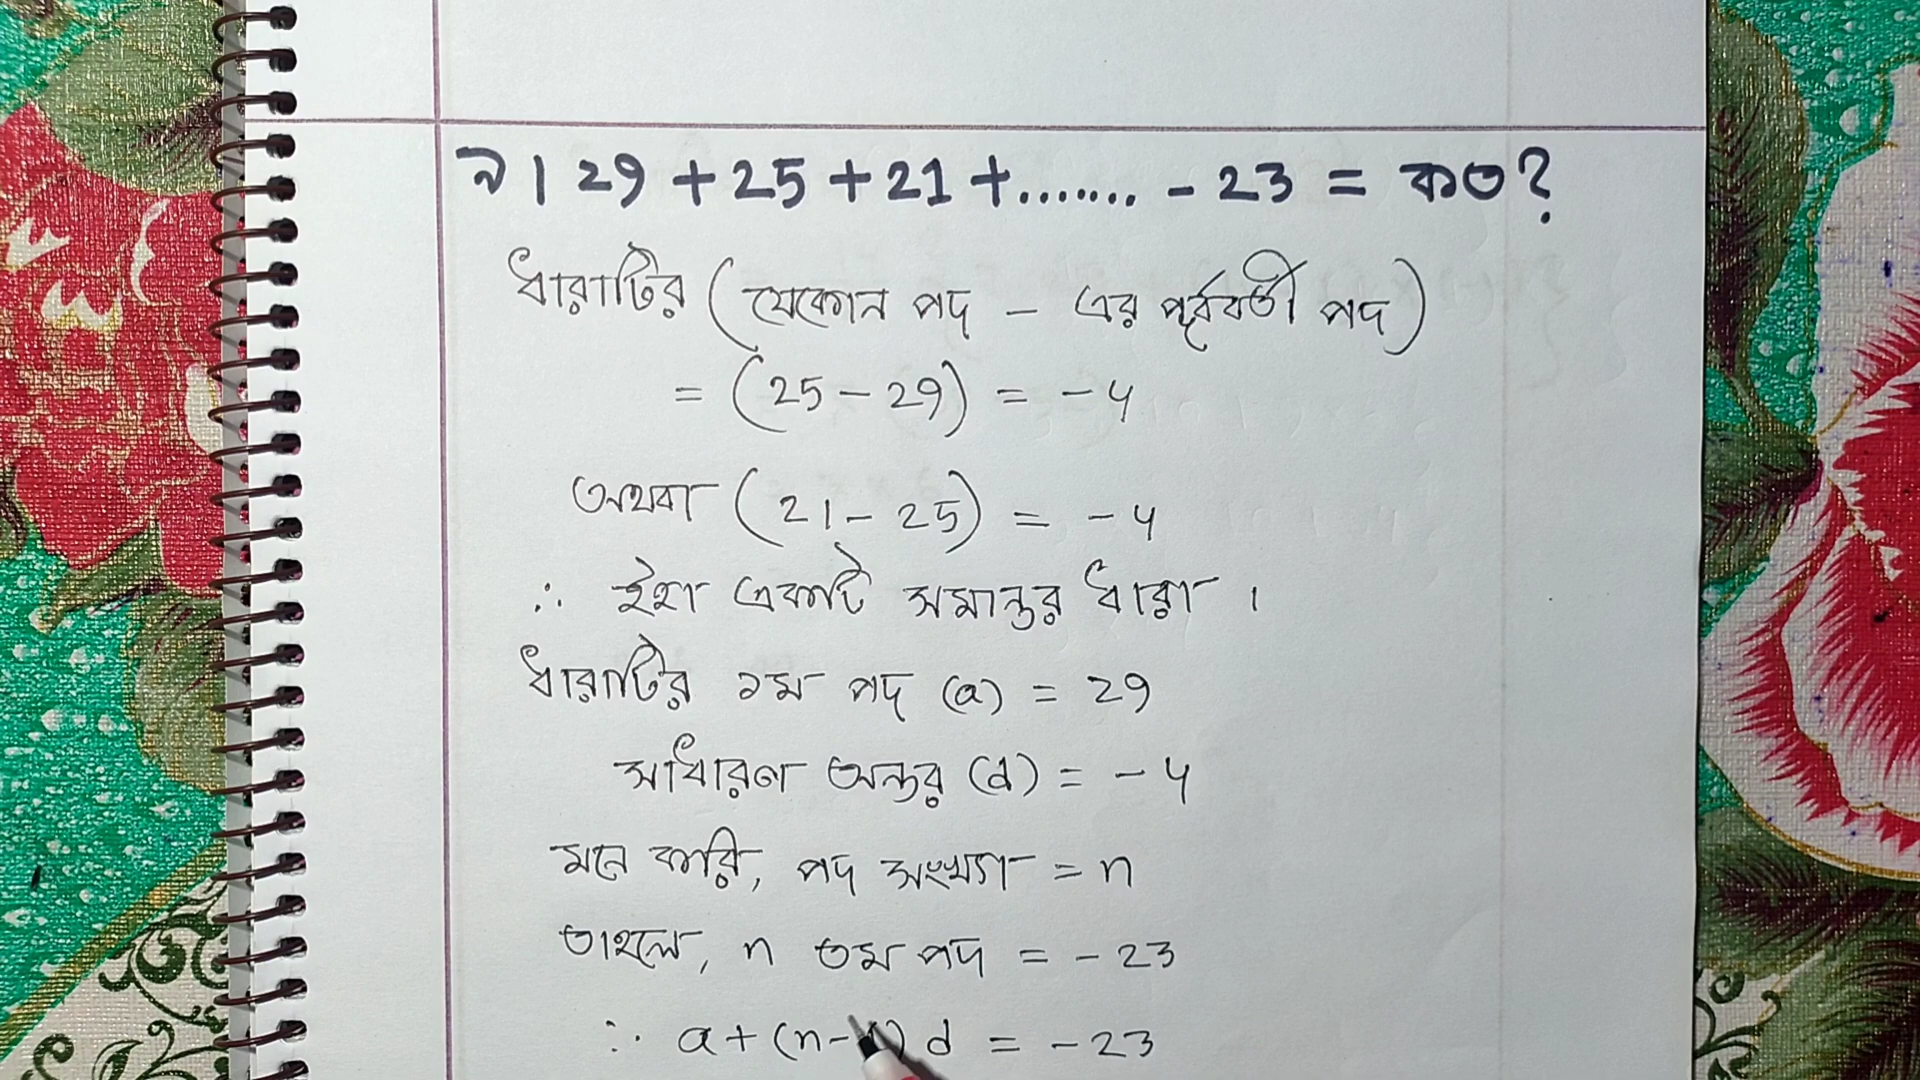 ৯। 29 + 25 + 21 +....... - 23 = কত?
ধারাটির (যেকোন পদ - এর পূর্ববর্তী পদ)
= (25 - 29) = -4
অথবা (21 - 25) = -4
∴ ইহা একটি সমান্তর ধারা ।
ধারাটির ১ম পদ (a) = 29
সাধারণ অন্তর (d) = -4
মনে করি, পদ সংখ্যা = n
তাহলে, n তম পদ = -23
∴ a + (n-1) d = -23